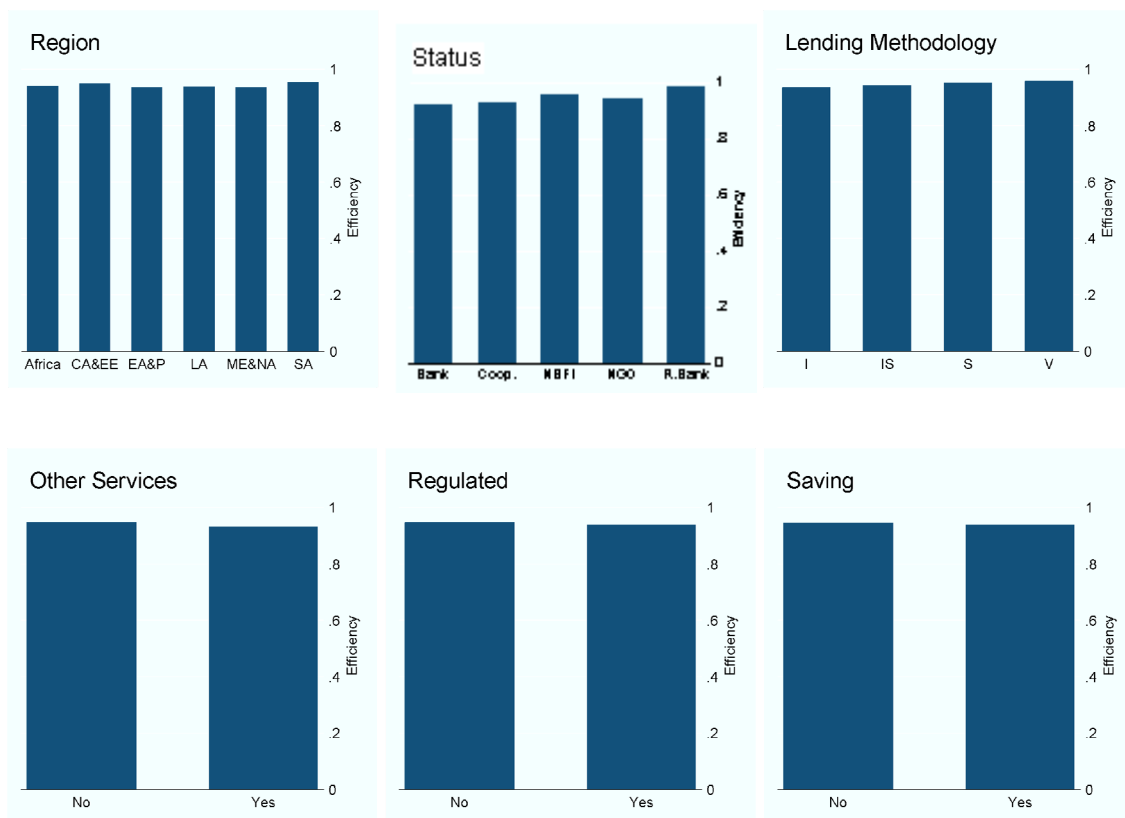 Region
1
.8
.6
.4
.2
0
Efficiency
Africa CA&EE EA&P LA ME&NA SA
Status
1
.8
.6
.4
.2
0
Efficiency
Bank Coop. NBFI NGO R.Bank
Lending Methodology
1
.8
.6
.4
.2
0
Efficiency
I IS S V
Other Services
1
.8
.6
.4
.2
0
Efficiency
No Yes
Regulated
1
.8
.6
.4
.2
0
Efficiency
No Yes
Saving
1
.8
.6
.4
.2
0
Efficiency
No Yes